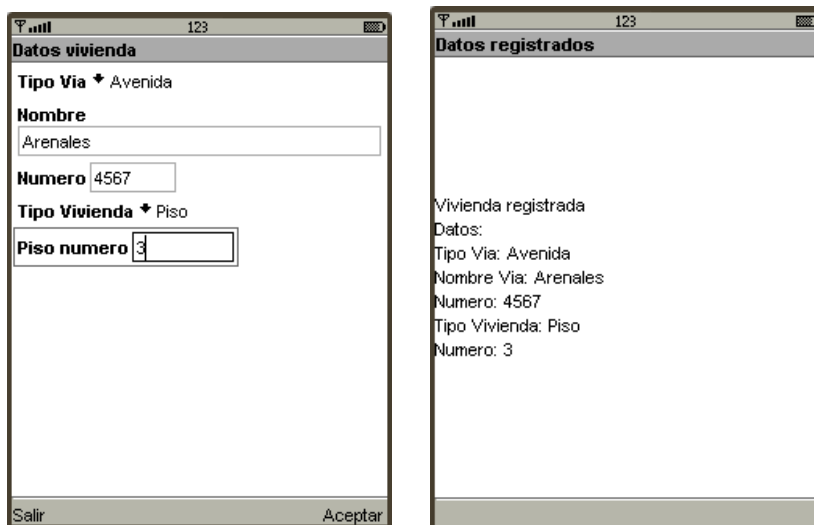 123
Datos vivienda
Tipo Via Avenida
Nombre
Arenales
Numero 4567
Tipo Vivienda Piso
Piso numero 3
Salir Aceptar
123
Datos registrados
Vivienda registrada
Datos:
Tipo Via: Avenida
Nombre Via: Arenales
Numero: 4567
Tipo Vivienda: Piso
Numero: 3